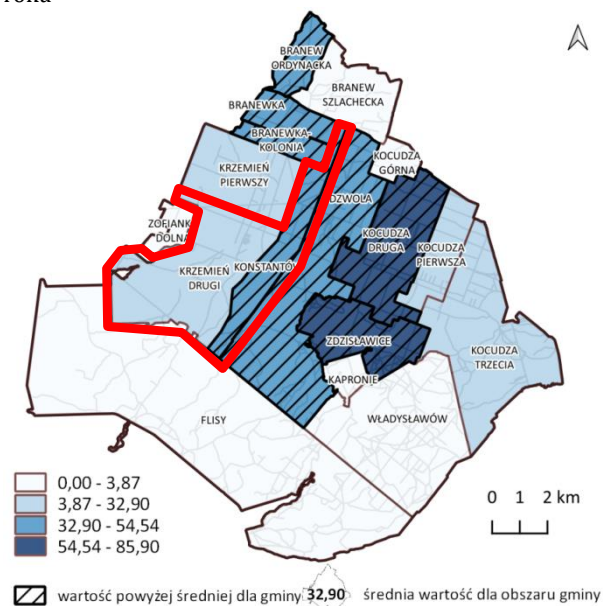 BRANEW
ORDYNACKA
BRANEW
SZLACHECKA
BRANEWKA
BRANEWKA-
KOLONIA
KRZEMIEŃ
PIERWSZY
KOCUDZA
GÓRNA
DZWOLA
ZOFIANKA
DOLNA
KOCUDZA
DRUGA
KOCUDZA
PIERWSZA
KRZEMIEŃ
DRUGI
KONSTANTÓW
ZDZISŁAWICE
KOCUDZA
TRZECIA
KAPRONIE
FLISY
WŁADYSŁAWÓW
0,00 - 3,87
3,87 - 32,90
32,90 - 54,54
54,54 - 85,90
0 1 2 km
wartość powyżej średniej dla gminy 32,90 średnia wartość dla obszaru gminy